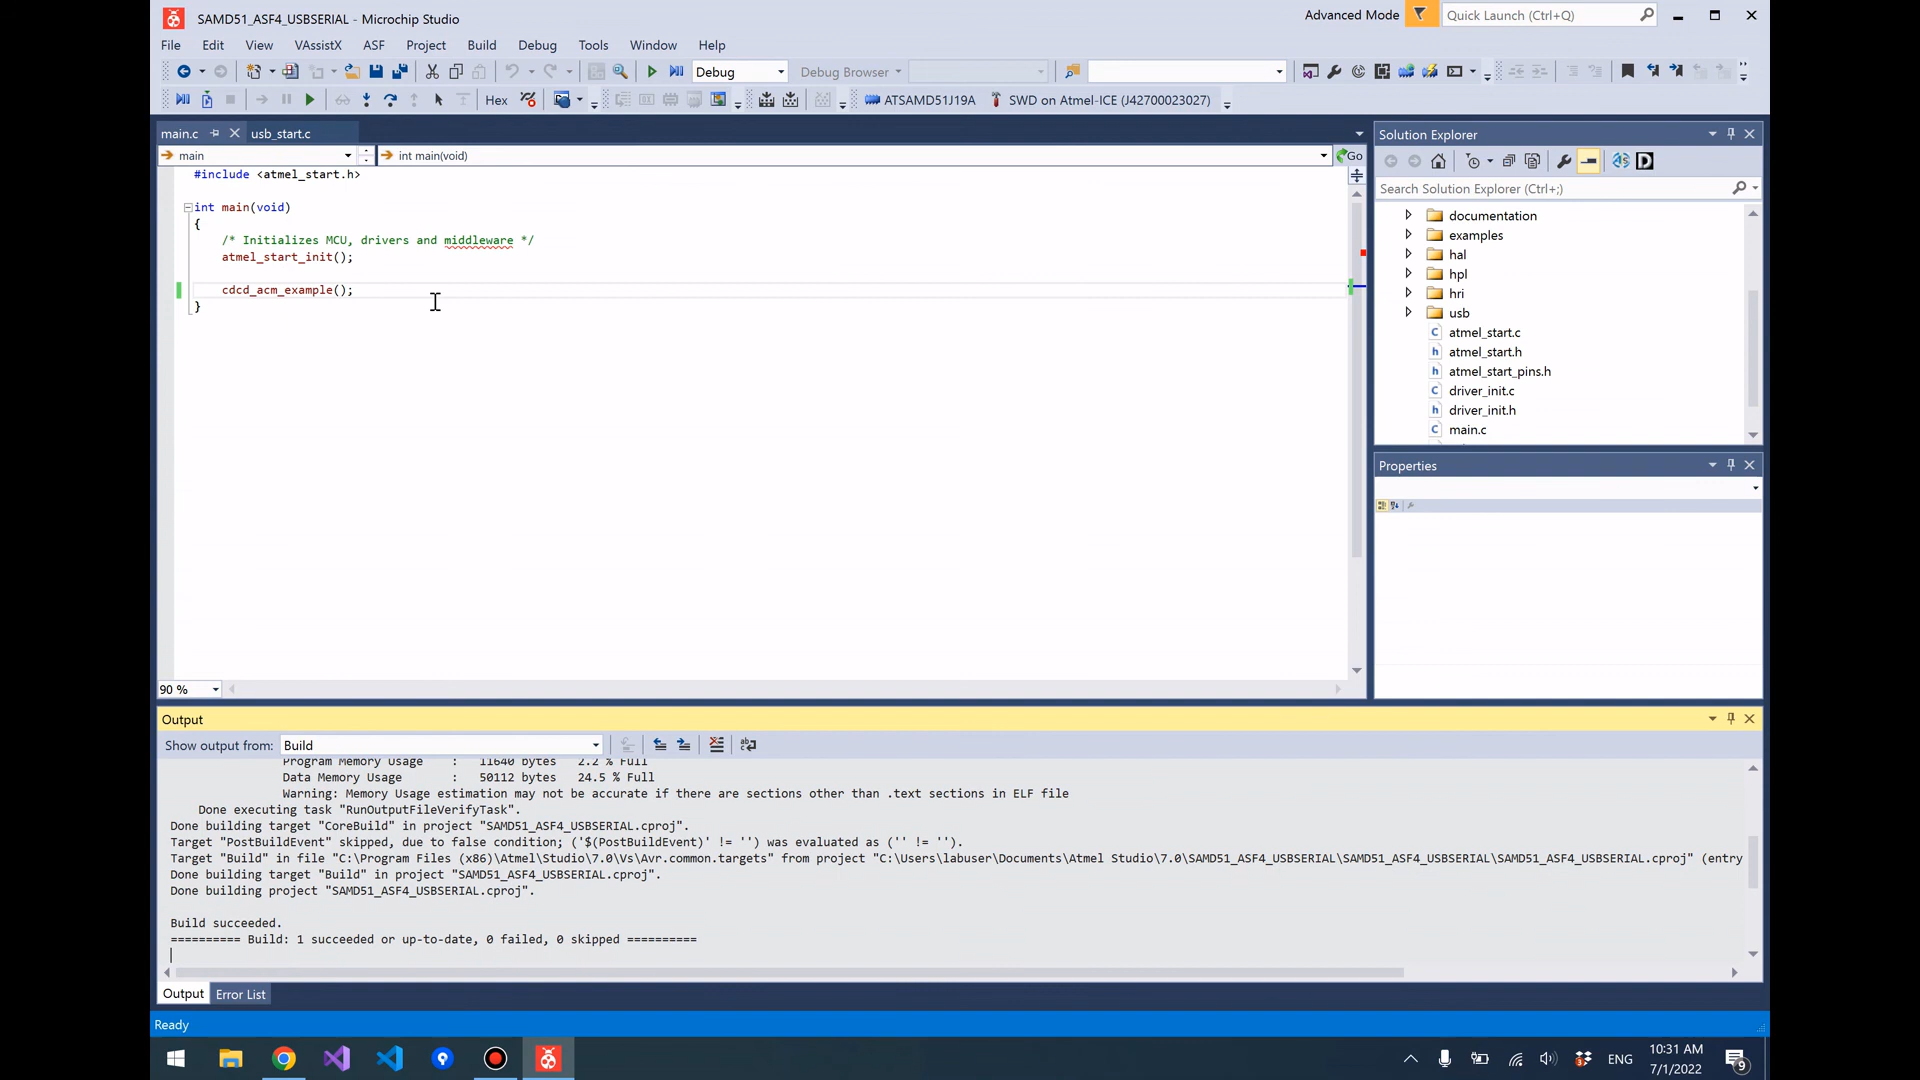 SAMD51_ASF4_USBSERIAL - Microchip Studio
Advanced Mode
Quick Launch (Ctrl+Q)
File Edit View VAssistX ASF Project Build Debug Tools Window Help
Debug
Debug Browser
Hex
ATSAMD51J19A
SWD on Atmel-ICE (J42700023027)
main.c
usb_start.c
main
int main(void)
Go
#include <atmel_start.h>
int main(void)
{
/* Initializes MCU, drivers and middleware */
atmel_start_init();
cdcd_acm_example();
}
90 %
Solution Explorer
Search Solution Explorer (Ctrl+;)
documentation
examples
hal
hpl
hri
usb
atmel_start.c
atmel_start.h
atmel_start_pins.h
driver_init.c
driver_init.h
main.c
Properties
Output
Show output from: Build
Program Memory Usage : 11640 bytes 2.2 % Full
Data Memory Usage : 50112 bytes 24.5 % Full
Warning: Memory Usage estimation may not be accurate if there are sections other than .text sections in ELF file
Done executing task "RunOutputFileVerifyTask".
Done building target "CoreBuild" in project "SAMD51_ASF4_USBSERIAL.cproj".
Target "PostBuildEvent" skipped, due to false condition; ('$(PostBuildEvent)' != '') was evaluated as ('' != '').
Target "Build" in file "C:\Program Files (x86)\Atmel\Studio\7.0\Vs\Avr.common.targets" from project "C:\Users\labuser\Documents\Atmel Studio\7.0\SAMD51_ASF4_USBSERIAL\SAMD51_ASF4_USBSERIAL\SAMD51_ASF4_USBSERIAL.cproj" (entry
Done building target "Build" in project "SAMD51_ASF4_USBSERIAL.cproj".
Done building project "SAMD51_ASF4_USBSERIAL.cproj".
Build succeeded.
========== Build: 1 succeeded or up-to-date, 0 failed, 0 skipped ==========
Output
Error List
Ready
ENG
10:31 AM
7/1/2022
9